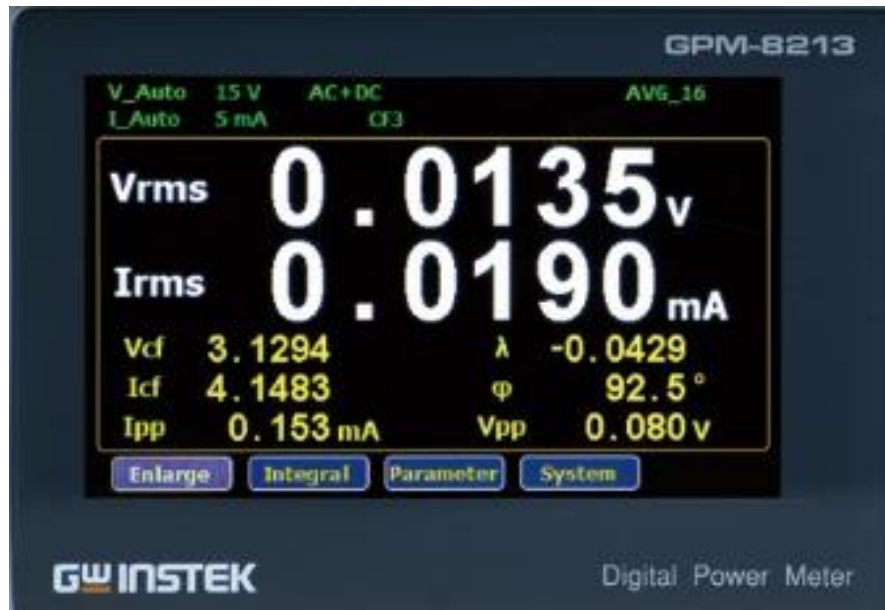 GPM-8213
V_Auto 15 V AC+DC AVG_16
I_Auto 5 mA CF3
Vrms 0.0135 V
Irms 0.0190 mA
Vcf 3.1294 λ -0.0429
Icf 4.1483 φ 92.5°
Ipp 0.153 mA Vpp 0.080 V
Enlarge Integral Parameter System
GW INSTEK Digital Power Meter